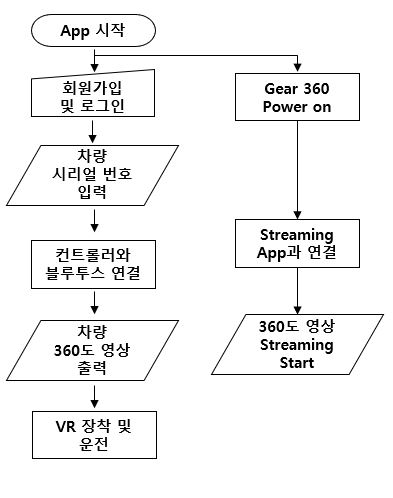 App 시작
회원가입
및 로그인
차량
시리얼 번호
입력
컨트롤러와
블루투스 연결
차량
360도 영상
출력
VR 장착 및
운전
Gear 360
Power on
Streaming
App과 연결
360도 영상
Streaming
Start